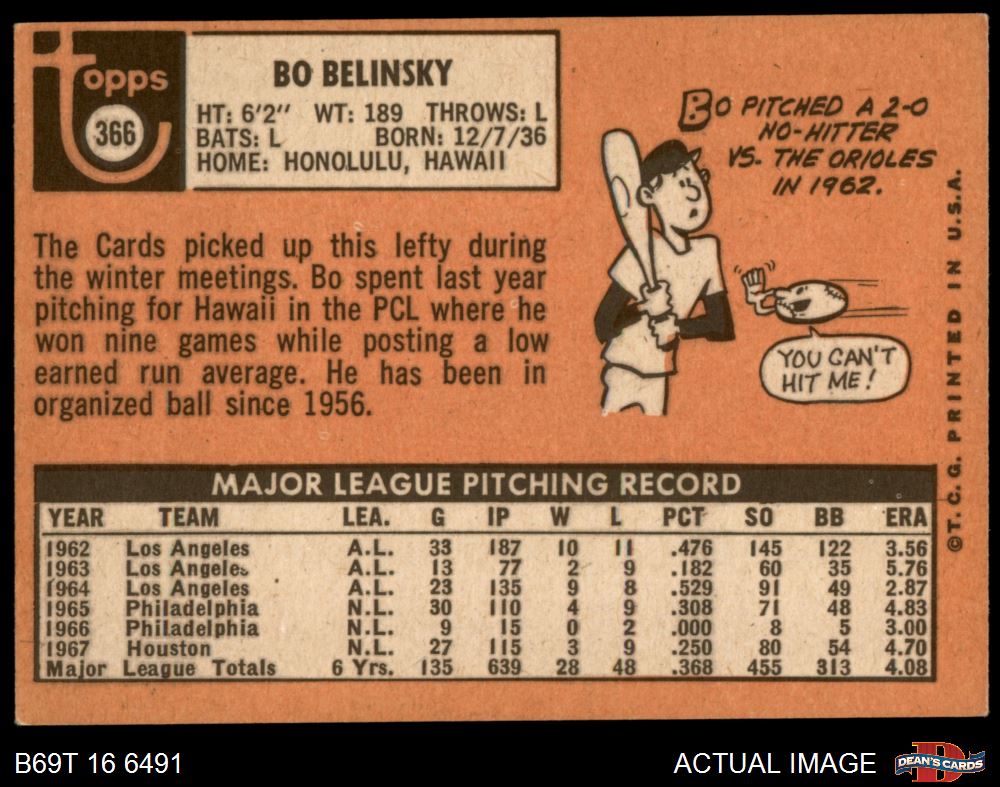 topps
366
BO BELINSKY
HT: 6'2" WT: 189 THROWS: L
BATS: L BORN: 12/7/36
HOME: HONOLULU, HAWAII
BO PITCHED A 2-0
NO-HITTER
VS. THE ORIOLES
IN 1962.
YOU CAN'T
HIT ME!
The Cards picked up this lefty during
the winter meetings. Bo spent last year
pitching for Hawaii in the PCL where he
won nine games while posting a low
earned run average. He has been in
organized ball since 1956.
©T. C. G. PRINTED IN U.S.A.
MAJOR LEAGUE PITCHING RECORD
YEAR TEAM LEA. G IP W L PCT SO BB ERA
1962 Los Angeles A.L. 33 187 10 11 .476 145 122 3.56
1963 Los Angeles A.L. 13 77 2 9 .182 60 35 5.76
1964 Los Angeles A.L. 23 135 9 8 .529 91 49 2.87
1965 Philadelphia N.L. 30 110 4 9 .308 71 48 4.83
1966 Philadelphia N.L. 9 15 0 2 .000 8 5 3.00
1967 Houston N.L. 27 115 3 9 .250 80 54 4.70
Major League Totals 6 Yrs. 135 639 28 48 .368 455 313 4.08
B69T 16 6491
ACTUAL IMAGE
DEAN'S CARDS